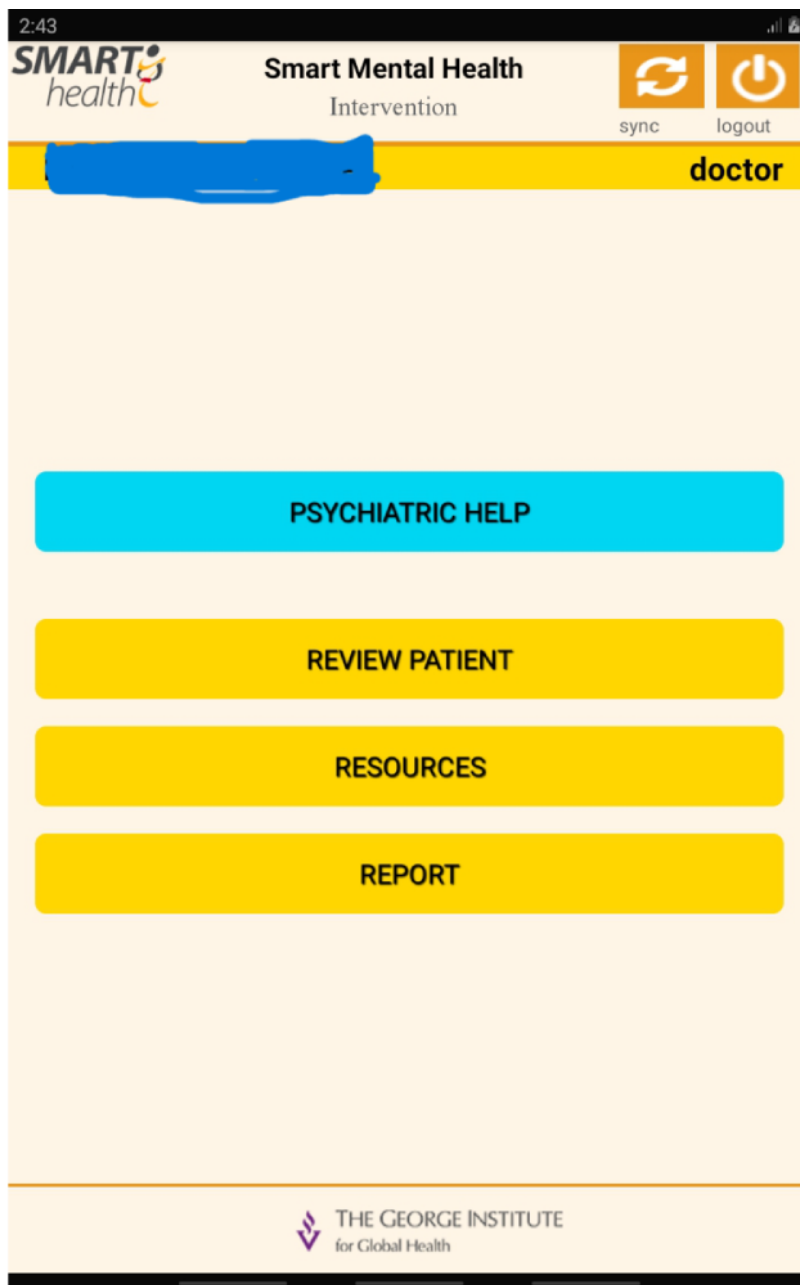 2:43
SMART
health
Smart Mental Health
Intervention
sync
logout
doctor
PSYCHIATRIC HELP
REVIEW PATIENT
RESOURCES
REPORT
THE GEORGE INSTITUTE
for Global Health